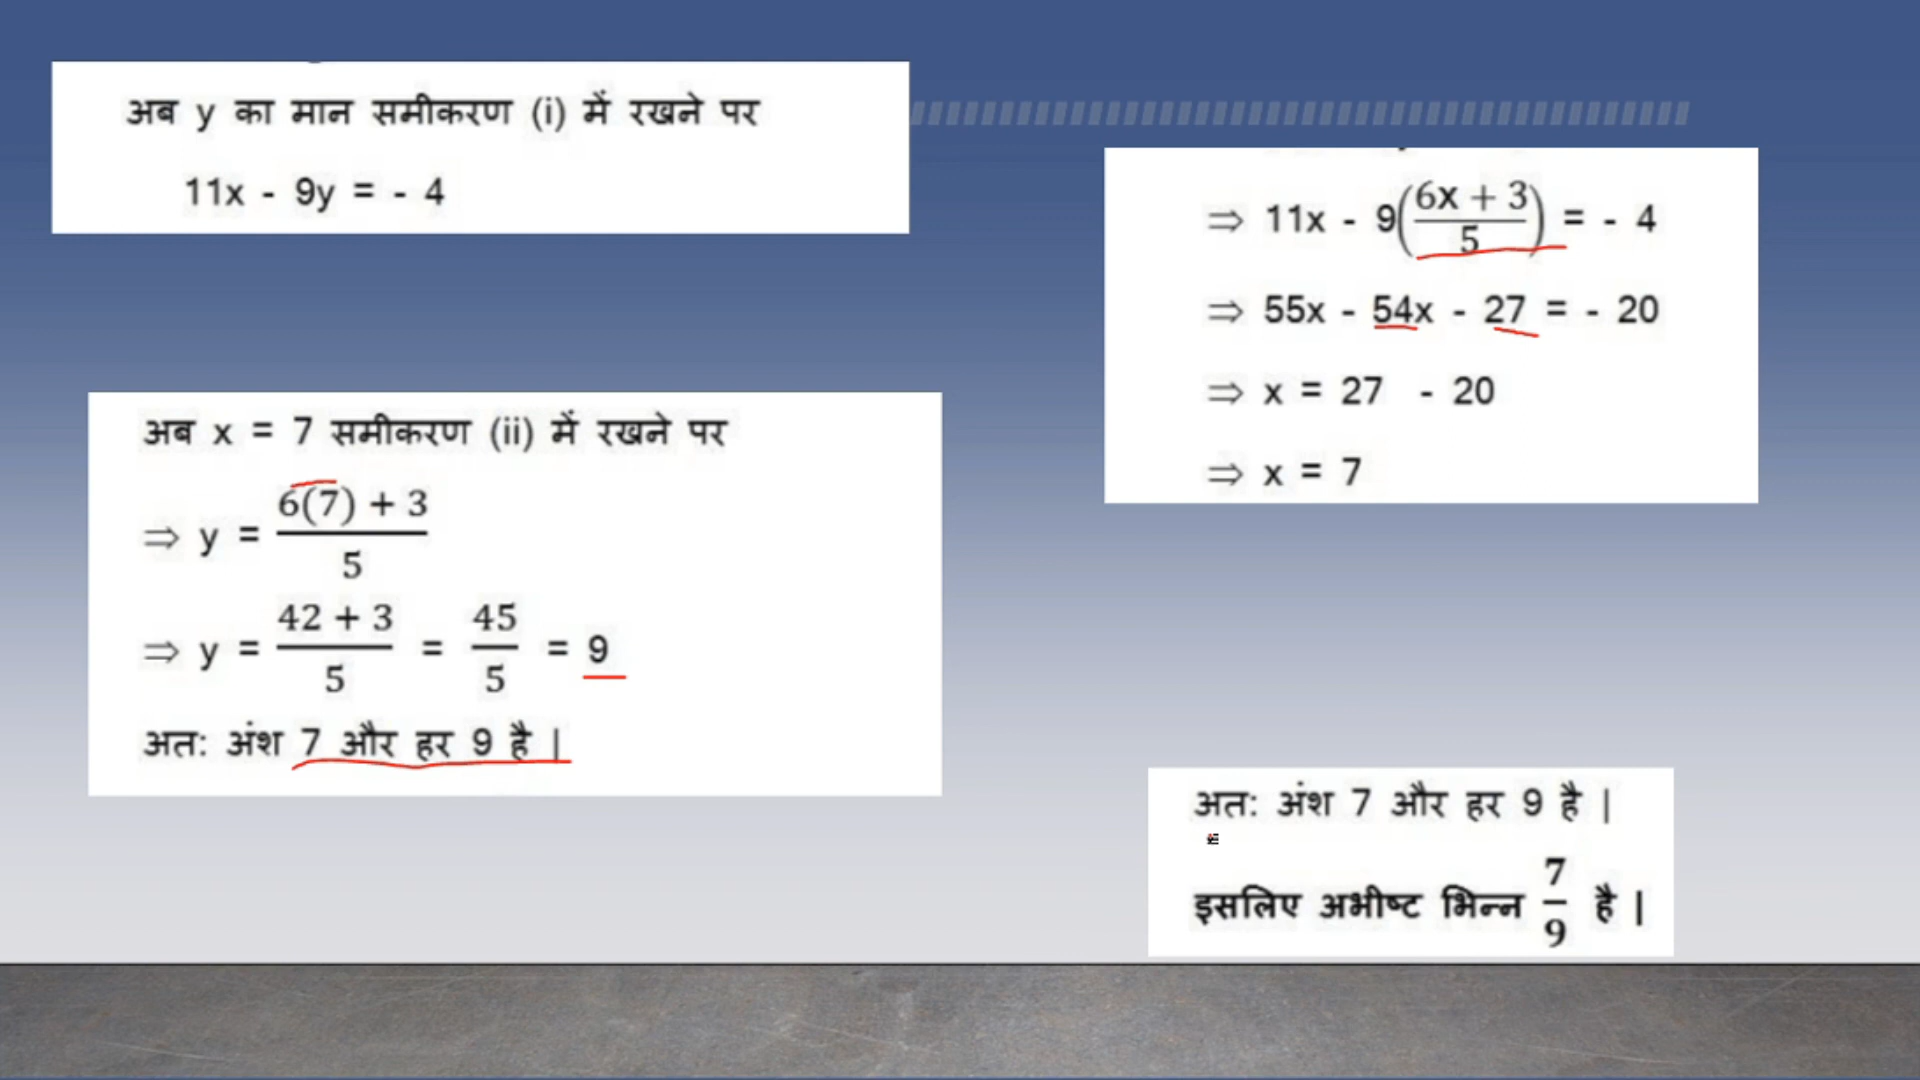 अब y का मान समीकरण (i) में रखने पर
11x - 9y = - 4
⇒ 11x - 9((6x + 3)/5) = - 4
⇒ 55x - 54x - 27 = - 20
⇒ x = 27 - 20
⇒ x = 7
अब x = 7 समीकरण (ii) में रखने पर
⇒ y = (6(7) + 3)/5
⇒ y = (42 + 3)/5 = 45/5 = 9
अत: अंश 7 और हर 9 है |
अत: अंश 7 और हर 9 है |
इसलिए अभीष्ट भिन्न 7/9 है |